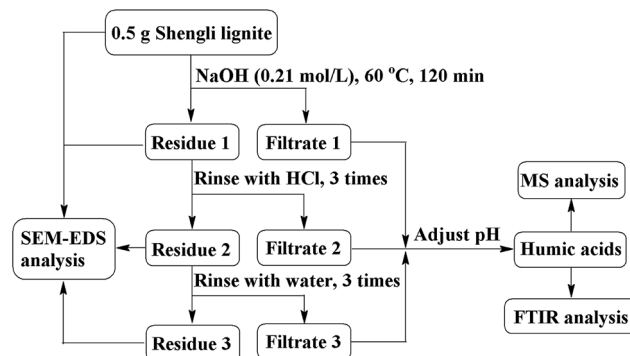 0.5 g Shengli lignite
NaOH (0.21 mol/L), 60 °C, 120 min
Residue 1
Filtrate 1
Rinse with HCl, 3 times
MS analysis
SEM-EDS
analysis
Residue 2
Filtrate 2
Adjust pH
Humic acids
Rinse with water, 3 times
FTIR analysis
Residue 3
Filtrate 3